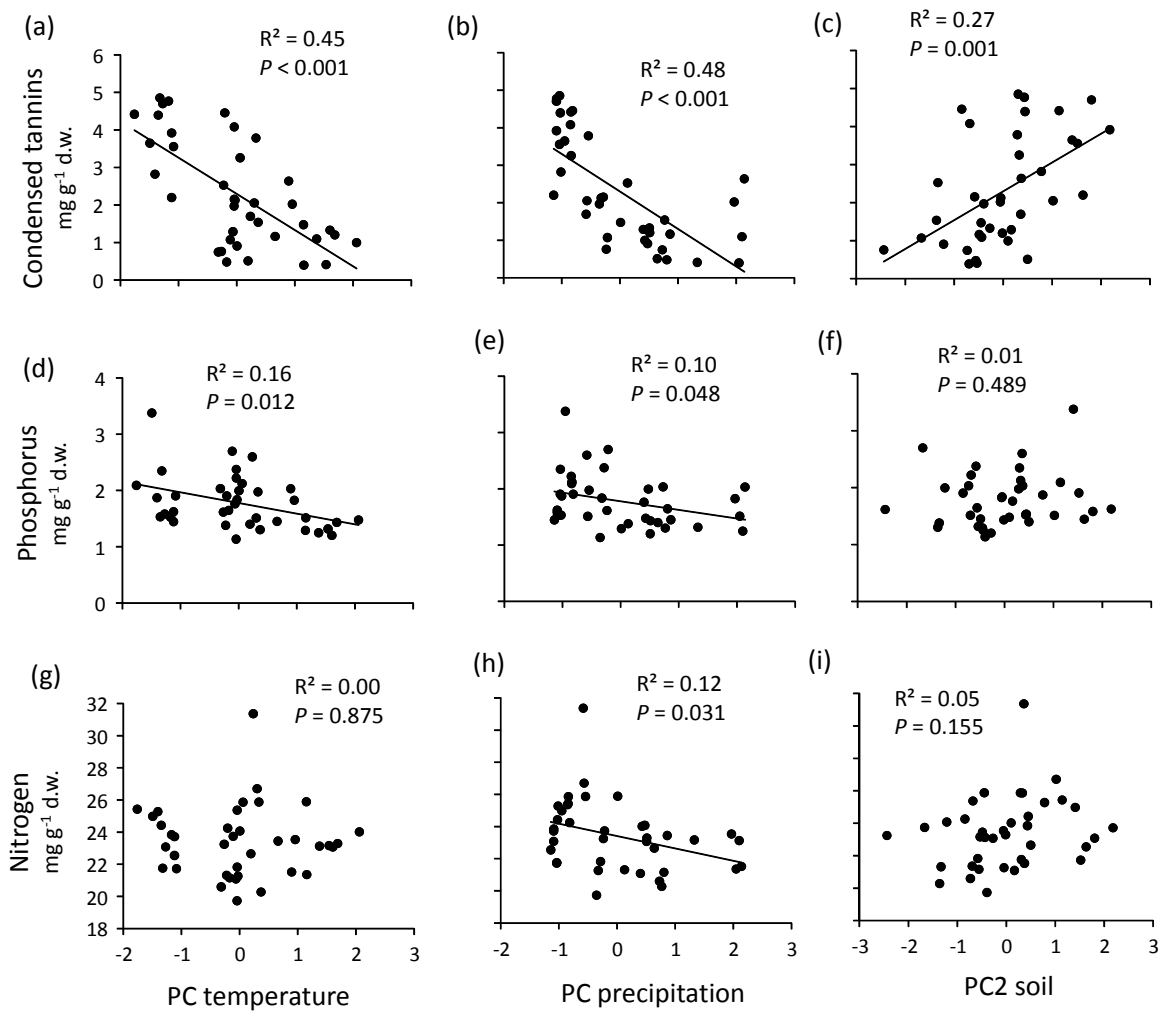 (a)
R² = 0.45
P < 0.001
(b)
R² = 0.48
P < 0.001
(c)
R² = 0.27
P = 0.001
Condensed tannins
mg g⁻¹ d.w.
6
5
4
3
2
1
0
(d)
R² = 0.16
P = 0.012
(e)
R² = 0.10
P = 0.048
(f)
R² = 0.01
P = 0.489
Phosphorus
mg g⁻¹ d.w.
4
3
2
1
0
(g)
R² = 0.00
P = 0.875
(h)
R² = 0.12
P = 0.031
(i)
R² = 0.05
P = 0.155
Nitrogen
mg g⁻¹ d.w.
32
30
28
26
24
22
20
18
-2 -1 0 1 2 3
-2 -1 0 1 2 3
-3 -2 -1 0 1 2 3
PC temperature
PC precipitation
PC2 soil